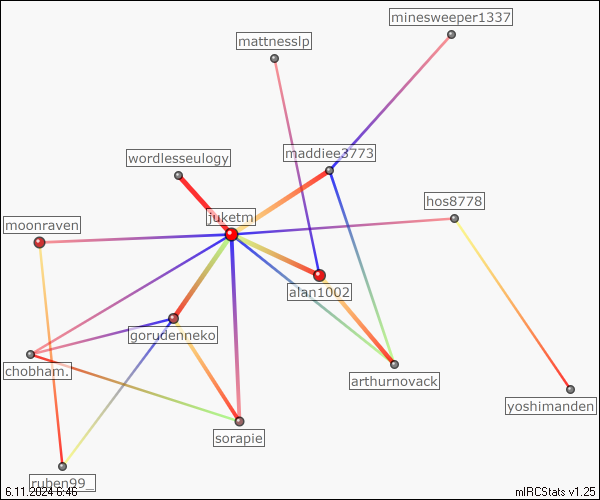 minesweeper1337
mattnesslp
wordlesseulogy
maddiee3773
hos8778
juketm
moonraven
alan1002
gorudenneko
chobham.
arthurnovack
yoshimanden
sorapie
ruben99_
6.11.2024 6:46
mIRCStats v1.25